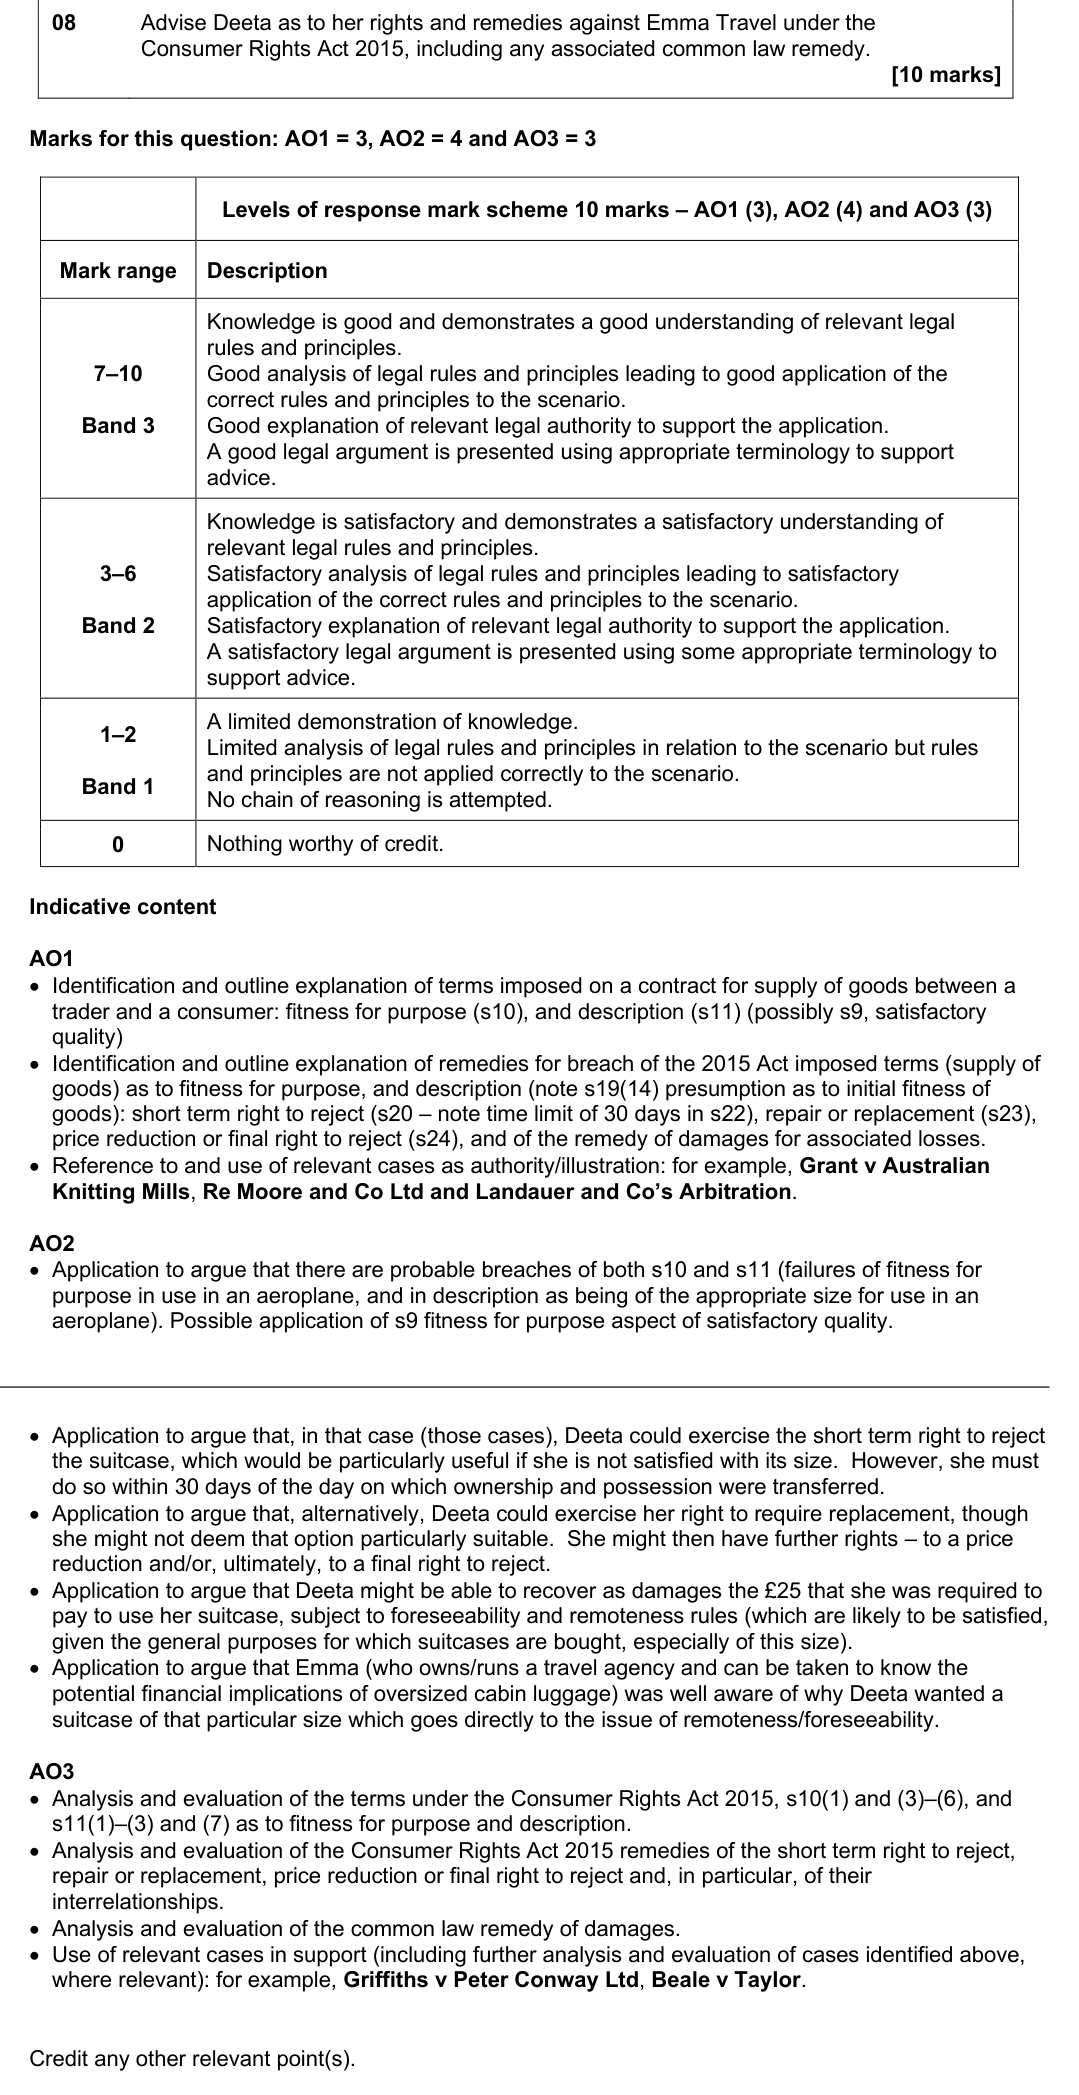 08 Advise Deeta as to her rights and remedies against Emma Travel under the
Consumer Rights Act 2015, including any associated common law remedy.
[10 marks]
Marks for this question: AO1 = 3, AO2 = 4 and AO3 = 3
Levels of response mark scheme 10 marks – AO1 (3), AO2 (4) and AO3 (3)
Mark range Description
7–10
Band 3
Knowledge is good and demonstrates a good understanding of relevant legal
rules and principles.
Good analysis of legal rules and principles leading to good application of the
correct rules and principles to the scenario.
Good explanation of relevant legal authority to support the application.
A good legal argument is presented using appropriate terminology to support
advice.
3–6
Band 2
Knowledge is satisfactory and demonstrates a satisfactory understanding of
relevant legal rules and principles.
Satisfactory analysis of legal rules and principles leading to satisfactory
application of the correct rules and principles to the scenario.
Satisfactory explanation of relevant legal authority to support the application.
A satisfactory legal argument is presented using some appropriate terminology to
support advice.
1–2
Band 1
A limited demonstration of knowledge.
Limited analysis of legal rules and principles in relation to the scenario but rules
and principles are not applied correctly to the scenario.
No chain of reasoning is attempted.
0 Nothing worthy of credit.
Indicative content
AO1
• Identification and outline explanation of terms imposed on a contract for supply of goods between a
trader and a consumer: fitness for purpose (s10), and description (s11) (possibly s9, satisfactory
quality)
• Identification and outline explanation of remedies for breach of the 2015 Act imposed terms (supply of
goods) as to fitness for purpose, and description (note s19(14) presumption as to initial fitness of
goods): short term right to reject (s20 – note time limit of 30 days in s22), repair or replacement (s23),
price reduction or final right to reject (s24), and of the remedy of damages for associated losses.
• Reference to and use of relevant cases as authority/illustration: for example, Grant v Australian
Knitting Mills, Re Moore and Co Ltd and Landauer and Co's Arbitration.
AO2
• Application to argue that there are probable breaches of both s10 and s11 (failures of fitness for
purpose in use in an aeroplane, and in description as being of the appropriate size for use in an
aeroplane). Possible application of s9 fitness for purpose aspect of satisfactory quality.
• Application to argue that, in that case (those cases), Deeta could exercise the short term right to reject
the suitcase, which would be particularly useful if she is not satisfied with its size. However, she must
do so within 30 days of the day on which ownership and possession were transferred.
• Application to argue that, alternatively, Deeta could exercise her right to require replacement, though
she might not deem that option particularly suitable. She might then have further rights – to a price
reduction and/or, ultimately, to a final right to reject.
• Application to argue that Deeta might be able to recover as damages the £25 that she was required to
pay to use her suitcase, subject to foreseeability and remoteness rules (which are likely to be satisfied,
given the general purposes for which suitcases are bought, especially of this size).
• Application to argue that Emma (who owns/runs a travel agency and can be taken to know the
potential financial implications of oversized cabin luggage) was well aware of why Deeta wanted a
suitcase of that particular size which goes directly to the issue of remoteness/foreseeability.
AO3
• Analysis and evaluation of the terms under the Consumer Rights Act 2015, s10(1) and (3)–(6), and
s11(1)–(3) and (7) as to fitness for purpose and description.
• Analysis and evaluation of the Consumer Rights Act 2015 remedies of the short term right to reject,
repair or replacement, price reduction or final right to reject and, in particular, of their
interrelationships.
• Analysis and evaluation of the common law remedy of damages.
• Use of relevant cases in support (including further analysis and evaluation of cases identified above,
where relevant): for example, Griffiths v Peter Conway Ltd, Beale v Taylor.
Credit any other relevant point(s).